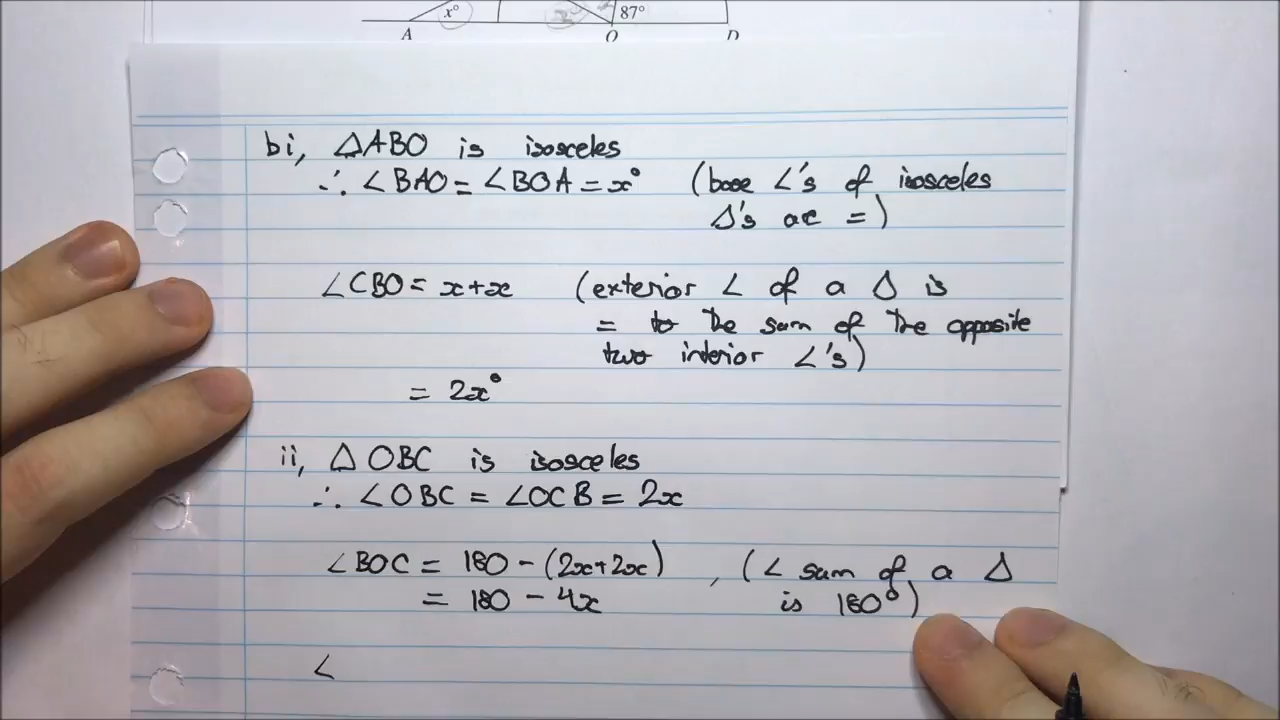 x° 87°
A O D
bi, △ABO is isosceles
∴ ∠BAO = ∠BOA = x° (base ∠'s of isosceles
△'s are =)
∠CBO = x+x (exterior ∠ of a △ is
= to the sum of the opposite
two interior ∠'s)
= 2x°
ii, △OBC is isosceles
∴ ∠OBC = ∠OCB = 2x
∠BOC = 180 - (2x+2x) , (∠ sum of a △
= 180 - 4x is 180°)
∠